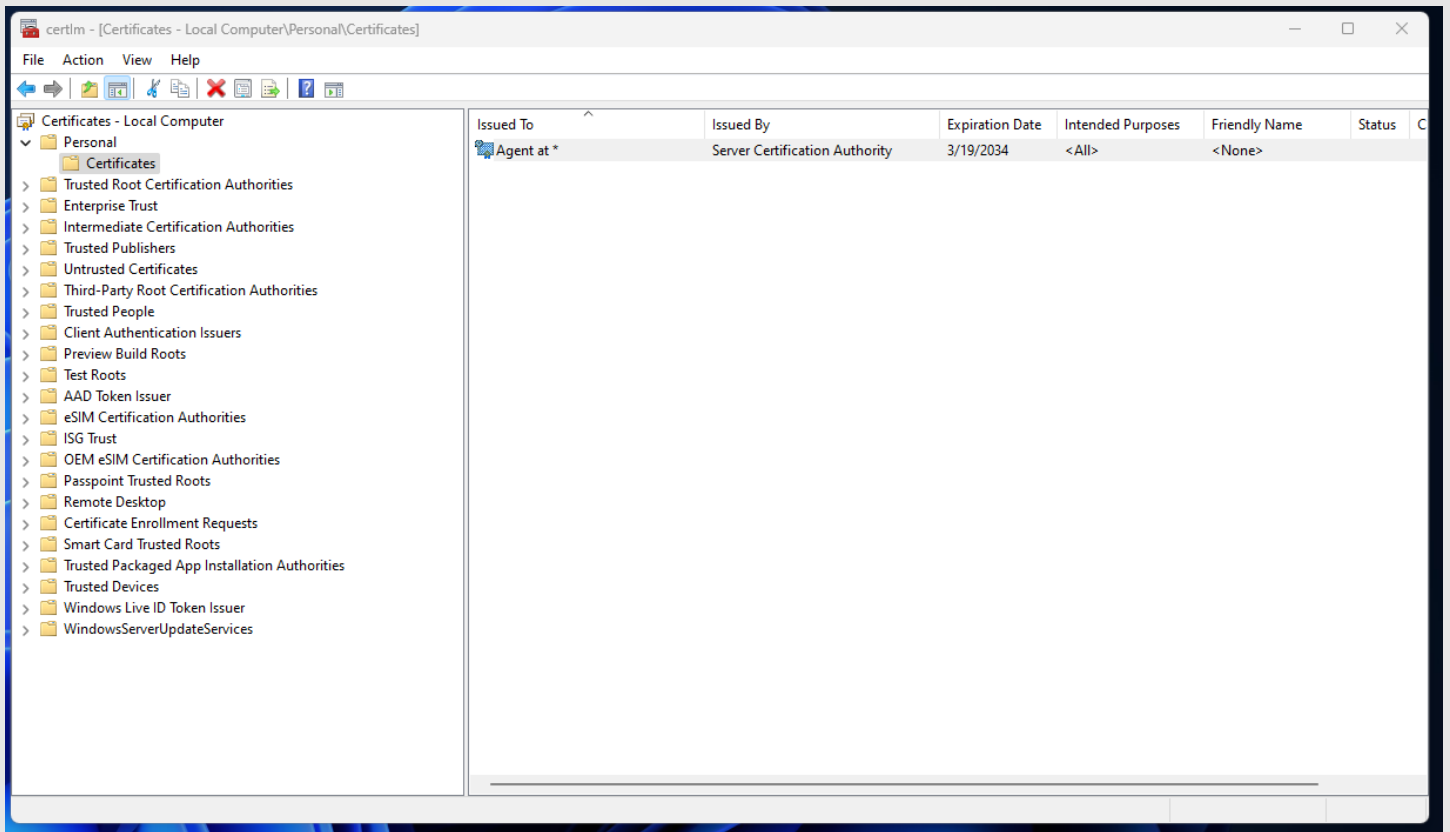 certlm - [Certificates - Local Computer\Personal\Certificates]
File Action View Help
Certificates - Local Computer
Personal
Certificates
Trusted Root Certification Authorities
Enterprise Trust
Intermediate Certification Authorities
Trusted Publishers
Untrusted Certificates
Third-Party Root Certification Authorities
Trusted People
Client Authentication Issuers
Preview Build Roots
Test Roots
AAD Token Issuer
eSIM Certification Authorities
ISG Trust
OEM eSIM Certification Authorities
Passpoint Trusted Roots
Remote Desktop
Certificate Enrollment Requests
Smart Card Trusted Roots
Trusted Packaged App Installation Authorities
Trusted Devices
Windows Live ID Token Issuer
WindowsServerUpdateServices
Issued To Issued By Expiration Date Intended Purposes Friendly Name Status C
Agent at * Server Certification Authority 3/19/2034 <All> <None>